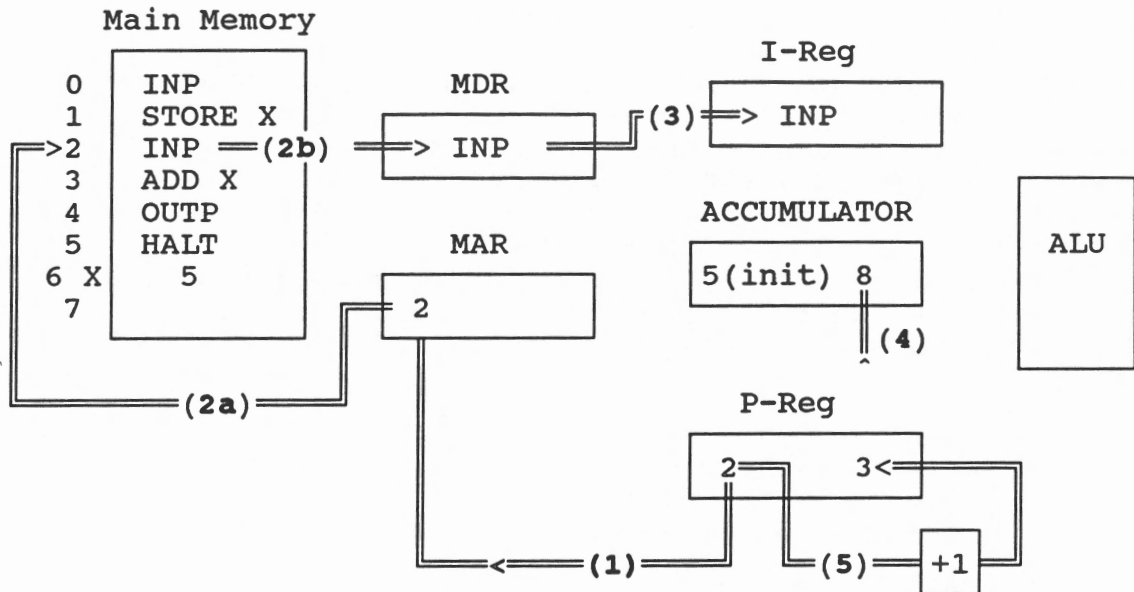 Main Memory
I-Reg
0 INP
MDR
1 STORE X
(3) > INP
>2 INP (2b) > INP
3 ADD X
4 OUTP
ACCUMULATOR
5 HALT
MAR
ALU
6 X 5
5(init) 8
7
2
(4)
^
(2a)
P-Reg
2 3<
< (1) (5) +1